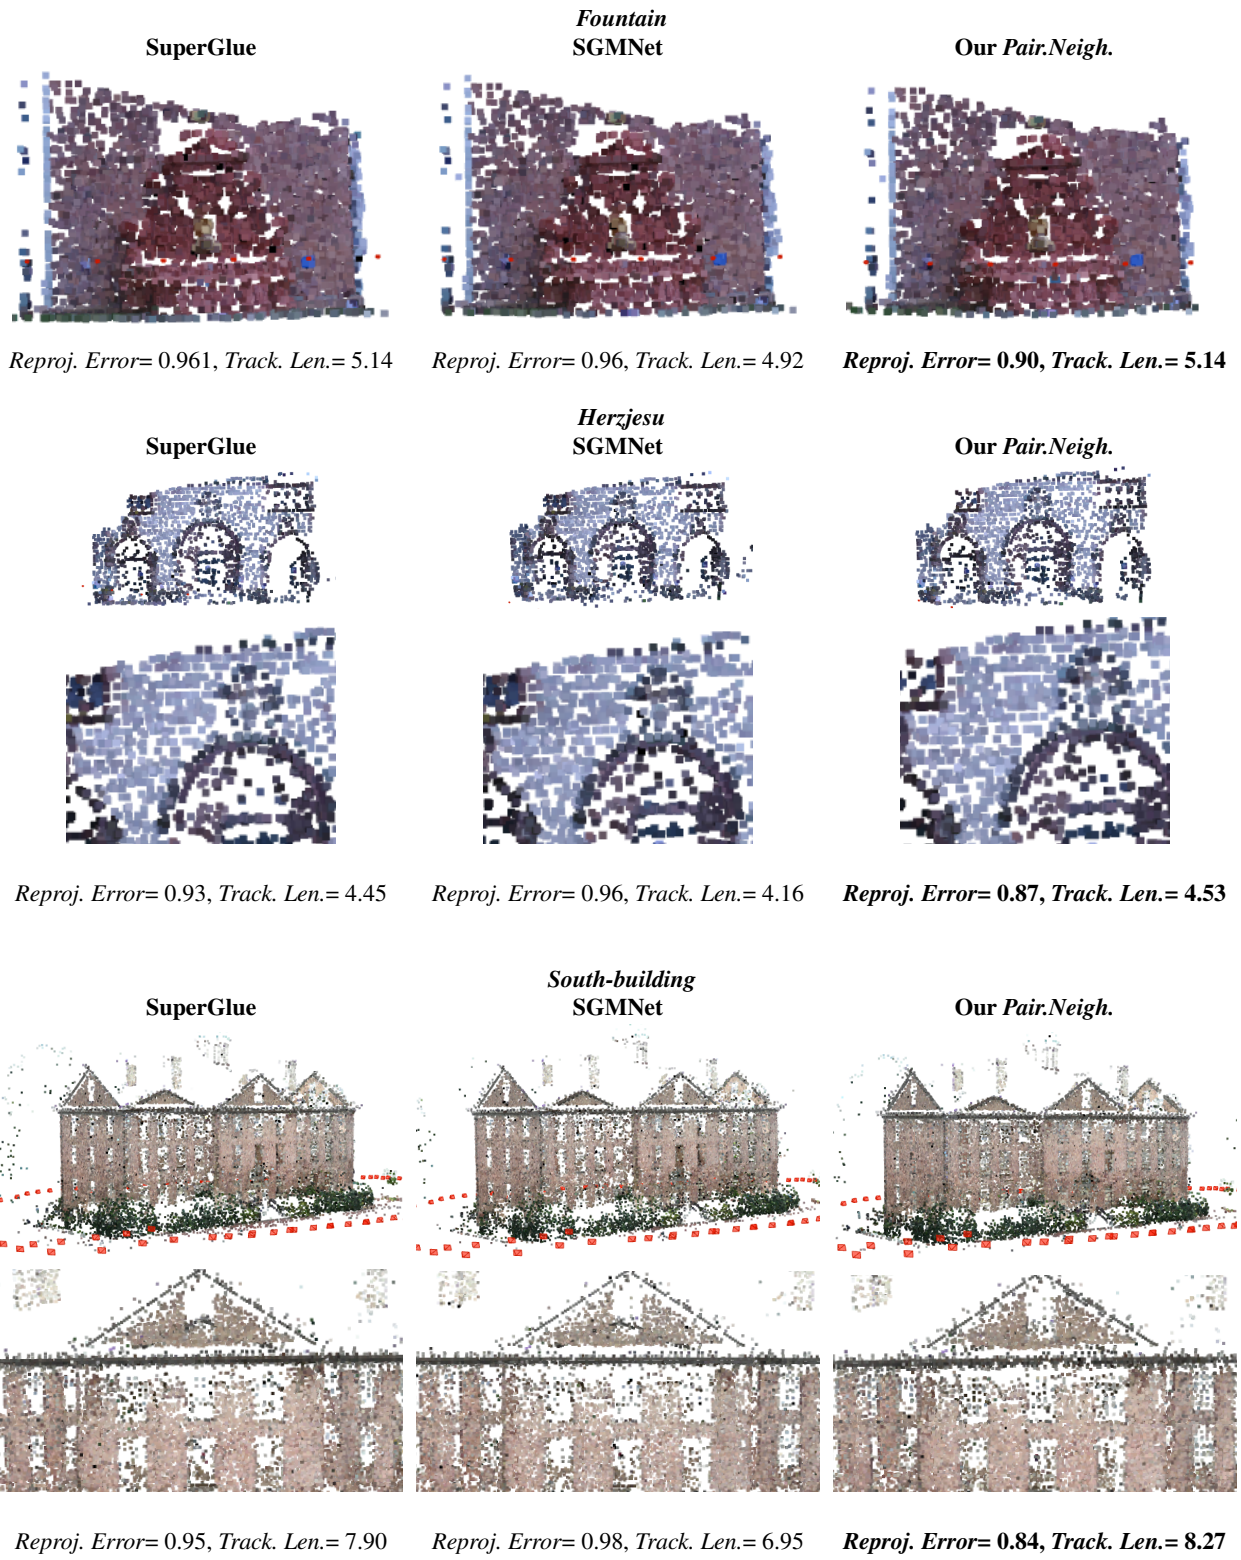 Fountain
SuperGlue SGMNet Our Pair.Neigh.
Reproj. Error= 0.961, Track. Len.= 5.14 Reproj. Error= 0.96, Track. Len.= 4.92 Reproj. Error= 0.90, Track. Len.= 5.14
Herzjesu
SuperGlue SGMNet Our Pair.Neigh.
Reproj. Error= 0.93, Track. Len.= 4.45 Reproj. Error= 0.96, Track. Len.= 4.16 Reproj. Error= 0.87, Track. Len.= 4.53
South-building
SuperGlue SGMNet Our Pair.Neigh.
Reproj. Error= 0.95, Track. Len.= 7.90 Reproj. Error= 0.98, Track. Len.= 6.95 Reproj. Error= 0.84, Track. Len.= 8.27